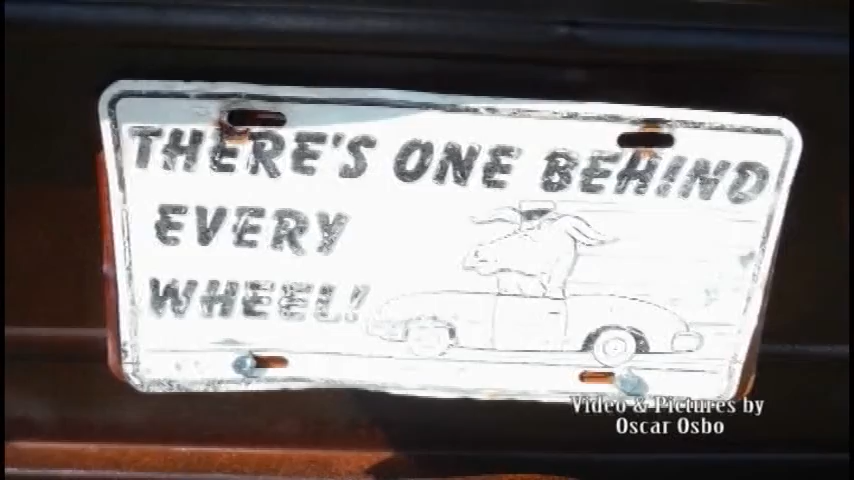 THERE'S ONE BEHIND
EVERY
WHEEL!
Video & Pictures by
Oscar Osbo